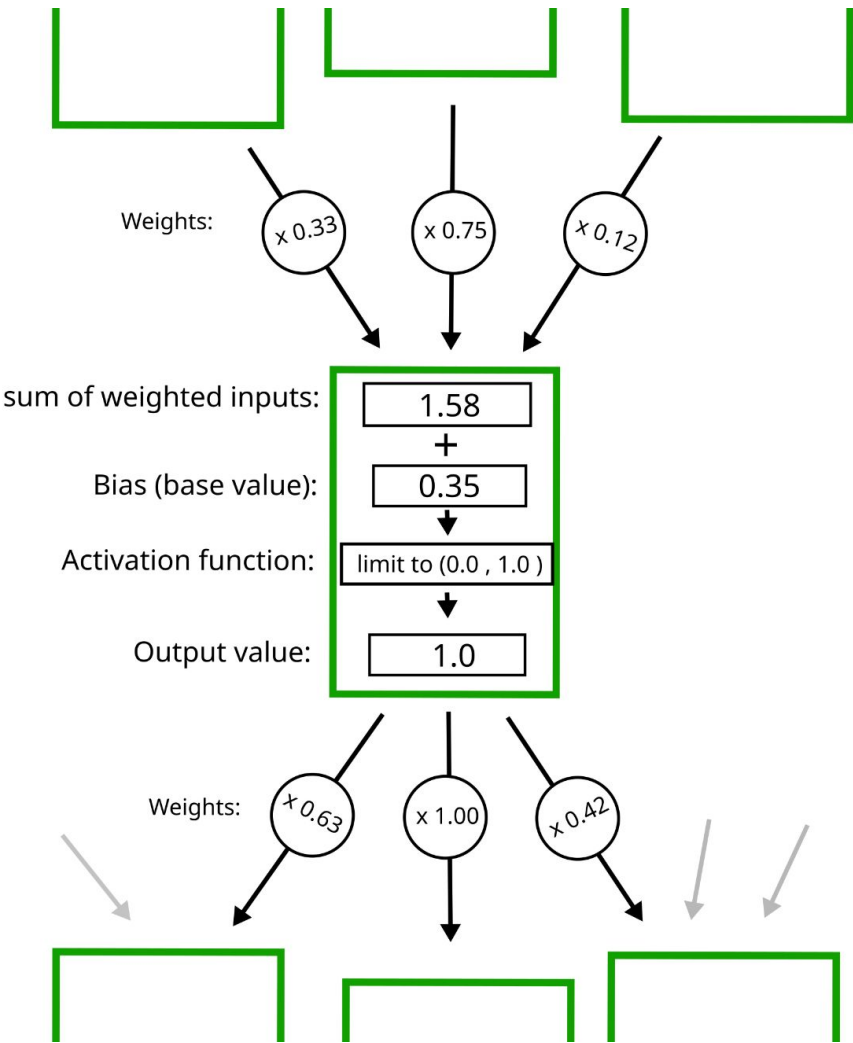 Weights:
x 0.33
x 0.75
x 0.12
sum of weighted inputs:
1.58
+
Bias (base value):
0.35
Activation function:
limit to (0.0 , 1.0 )
Output value:
1.0
Weights:
x 0.63
x 1.00
x 0.42